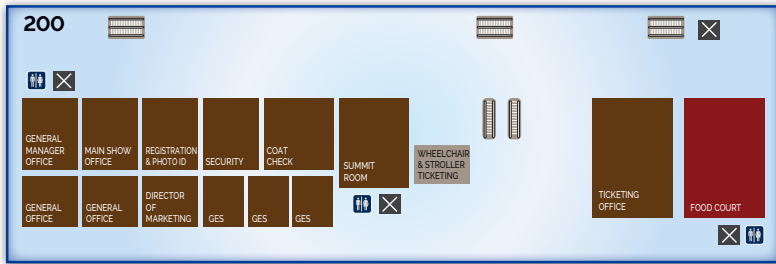 200
GENERAL
MANAGER
OFFICE
MAIN SHOW
OFFICE
REGISTRATION
& PHOTO ID
SECURITY
COAT
CHECK
SUMMIT
ROOM
WHEELCHAIR
& STROLLER
TICKETING
TICKETING
OFFICE
FOOD COURT
GENERAL
OFFICE
GENERAL
OFFICE
DIRECTOR
OF
MARKETING
GES
GES
GES